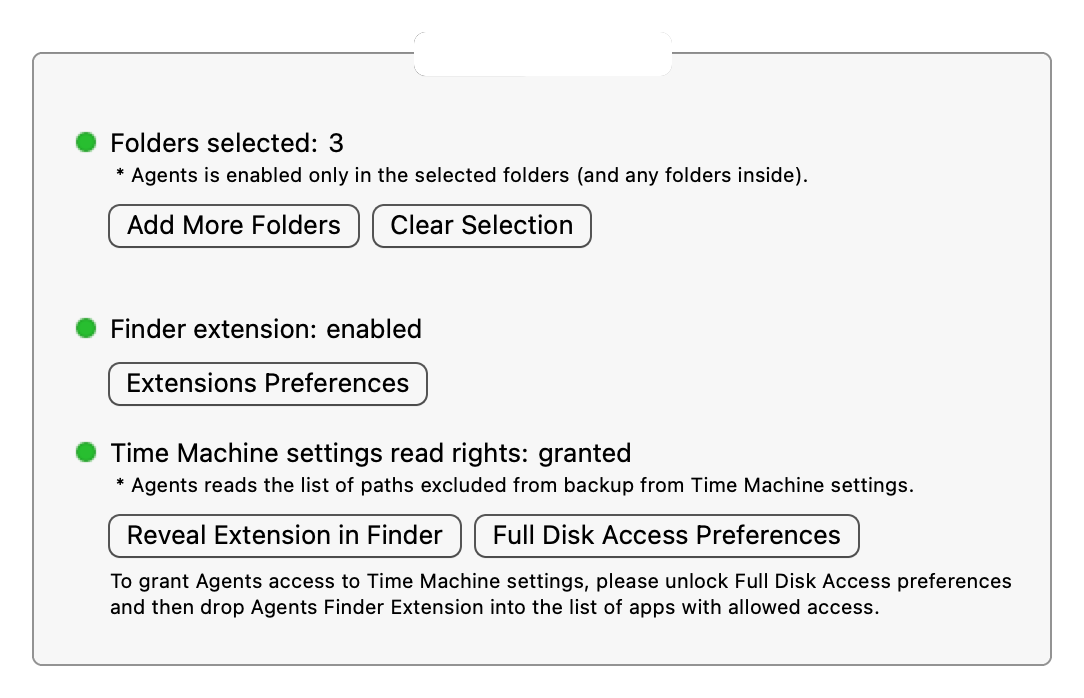 Folders selected: 3
* Agents is enabled only in the selected folders (and any folders inside).
Add More Folders
Clear Selection
Finder extension: enabled
Extensions Preferences
Time Machine settings read rights: granted
* Agents reads the list of paths excluded from backup from Time Machine settings.
Reveal Extension in Finder
Full Disk Access Preferences
To grant Agents access to Time Machine settings, please unlock Full Disk Access preferences
and then drop Agents Finder Extension into the list of apps with allowed access.